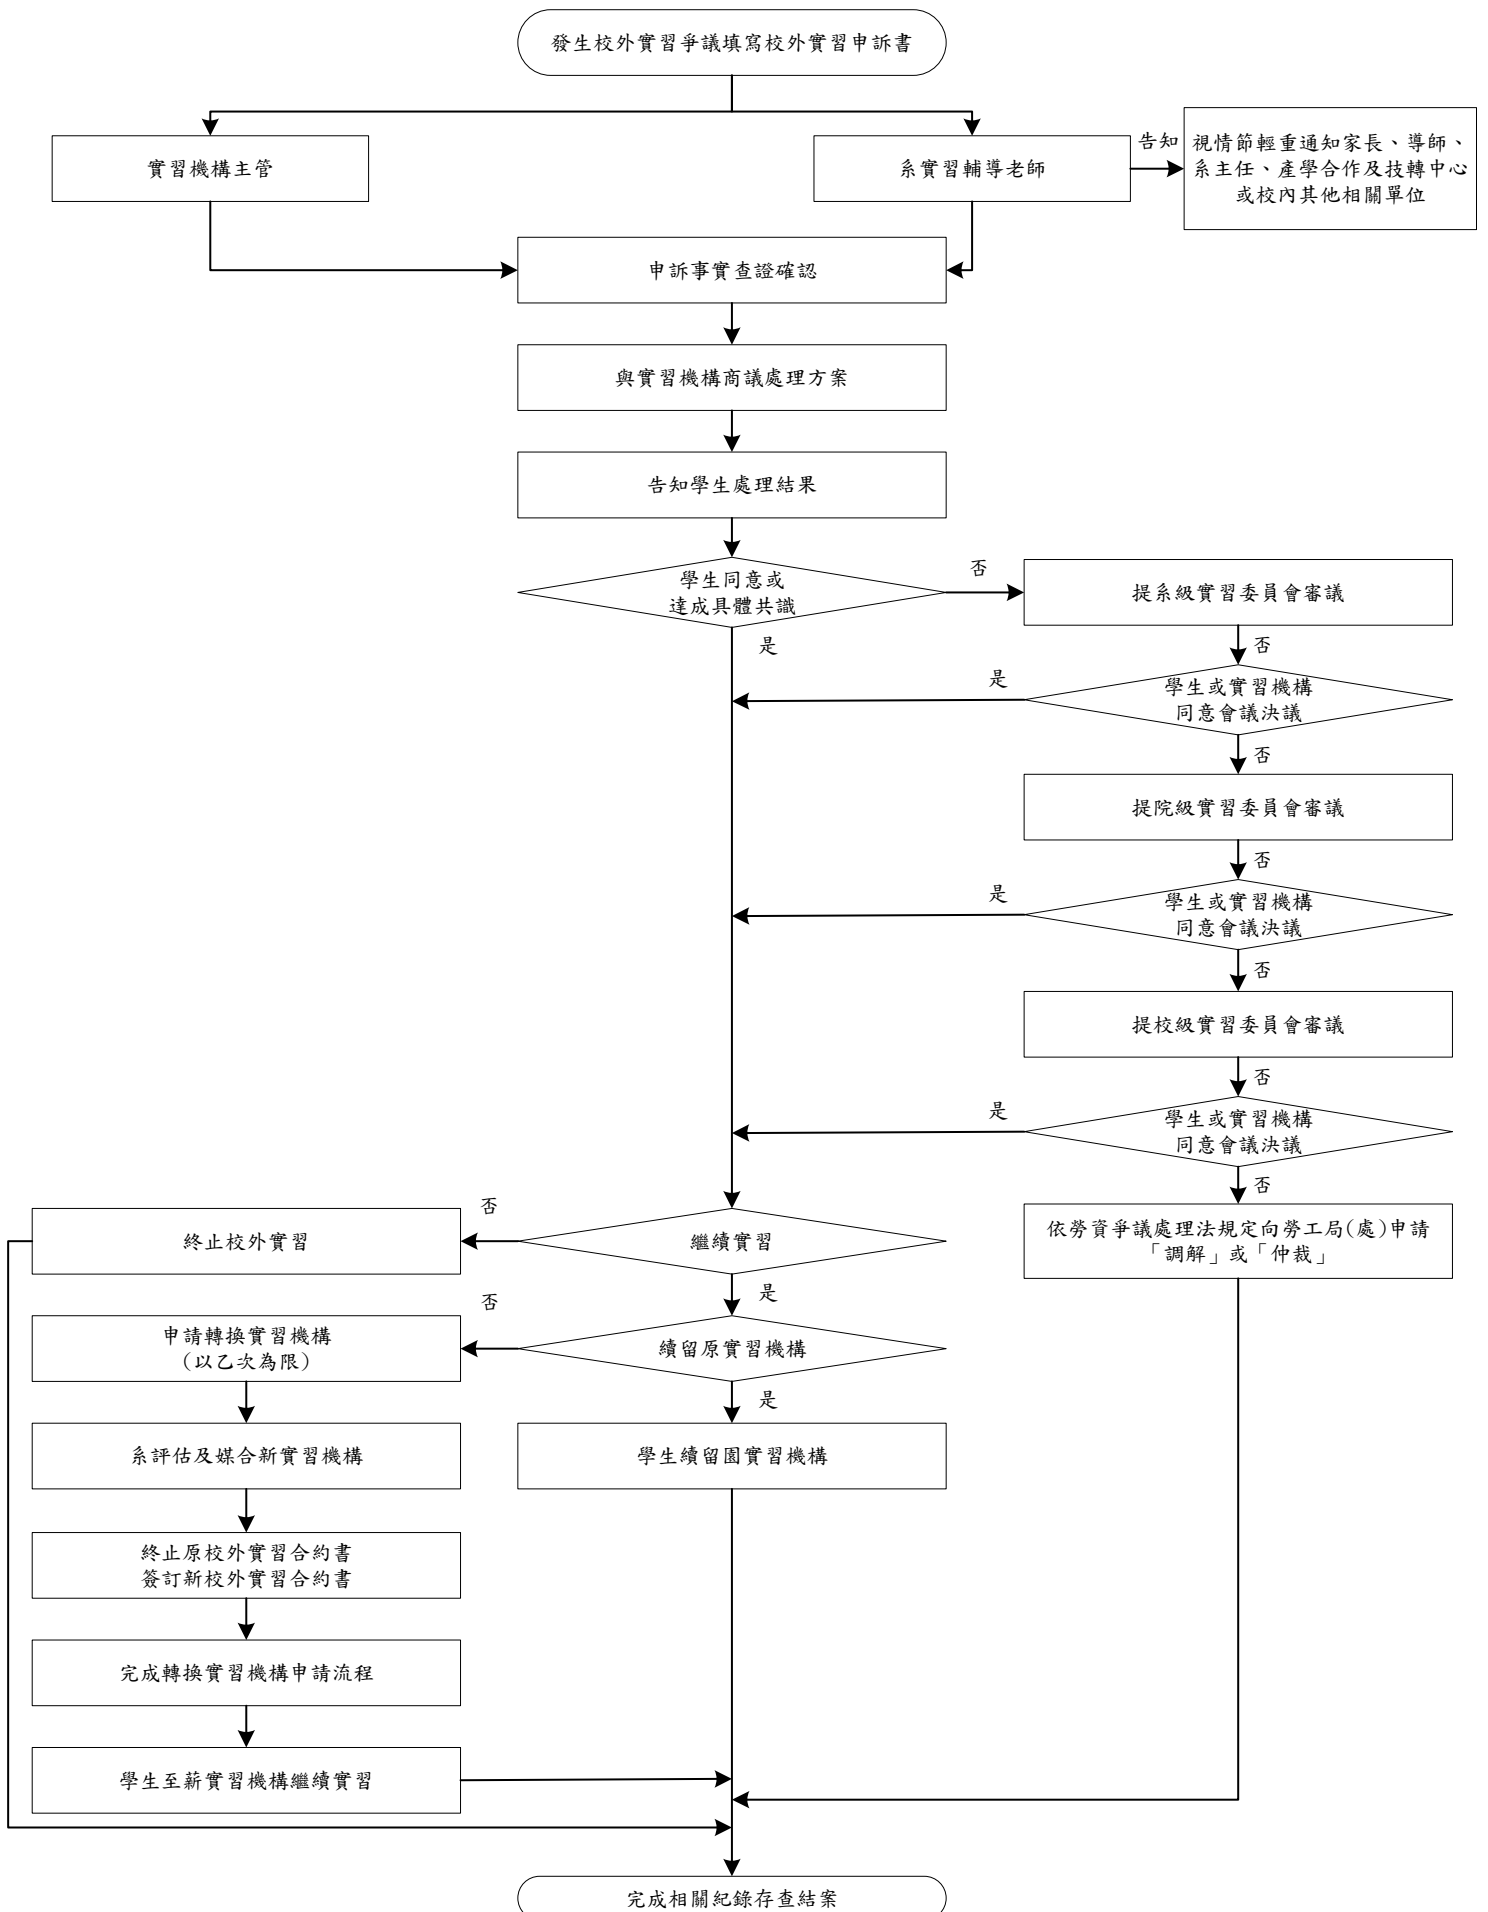 發生校外實習爭議填寫校外實習申訴書
實習機構主管
系實習輔導老師
告知
視情節輕重通知家長、導師、
系主任、產學合作及技轉中心
或校內其他相關單位
申訴事實查證確認
與實習機構商議處理方案
告知學生處理結果
學生同意或
達成具體共識
否
提系級實習委員會審議
是
否
學生或實習機構
同意會議決議
是
否
提院級實習委員會審議
否
學生或實習機構
同意會議決議
是
否
提校級實習委員會審議
否
學生或實習機構
同意會議決議
是
否
依勞資爭議處理法規定向勞工局(處)申請
「調解」或「仲裁」
繼續實習
否
終止校外實習
是
續留原實習機構
否
申請轉換實習機構
(以乙次為限)
是
學生續留園實習機構
系評估及媒合新實習機構
終止原校外實習合約書
簽訂新校外實習合約書
完成轉換實習機構申請流程
學生至薪實習機構繼續實習
完成相關紀錄存查結案